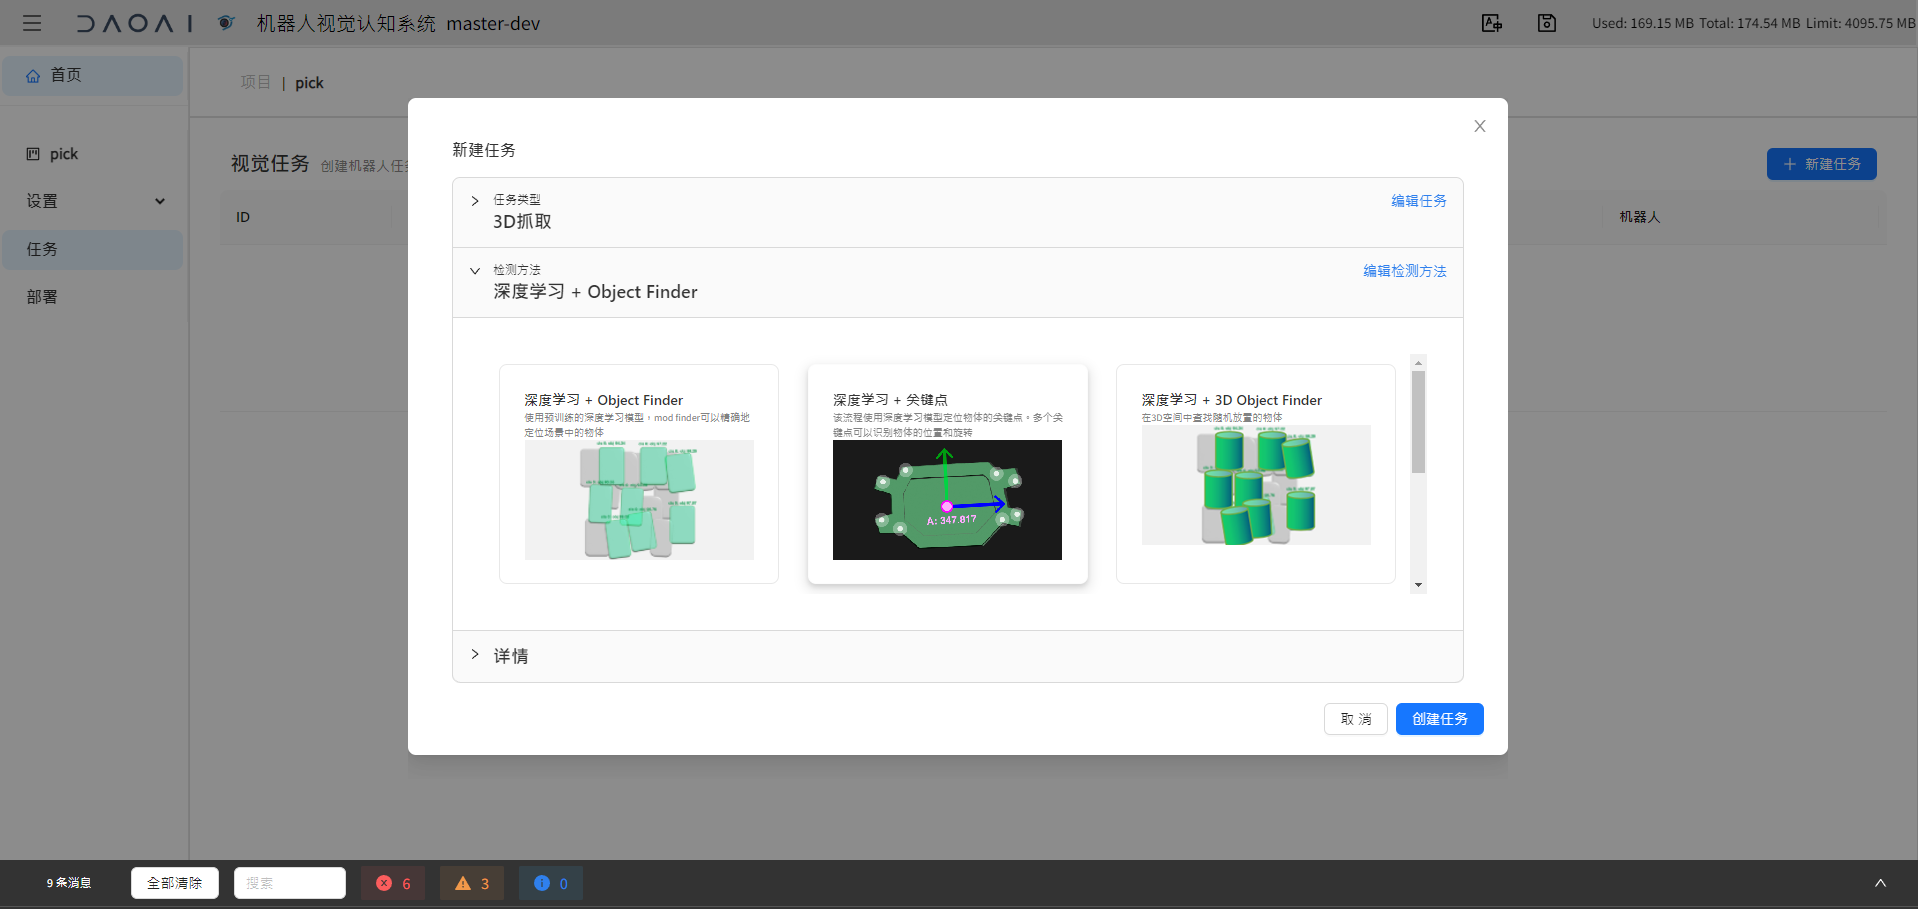 DAOAI 机器人视觉认知系统 master-dev
Used: 169.15 MB Total: 174.54 MB Limit: 4095.75 MB
首页
项目 | pick
pick
设置
任务
部署
视觉任务 创建机器人任务
新建任务
ID
机器人
新建任务
任务类型
3D抓取
编辑任务
检测方法
深度学习 + Object Finder
编辑检测方法
深度学习 + Object Finder
使用预训练的深度学习模型，mod finder可以精确地
定位场景中的物体
深度学习 + 关键点
该流程使用深度学习模型定位物体的关键点。多个关
键点可以识别物体的位置和旋转
A: 347.817
深度学习 + 3D Object Finder
在3D空间中查找随机放置的物体
详情
取 消
创建任务
9 条消息
全部清除
搜索
6
3
0